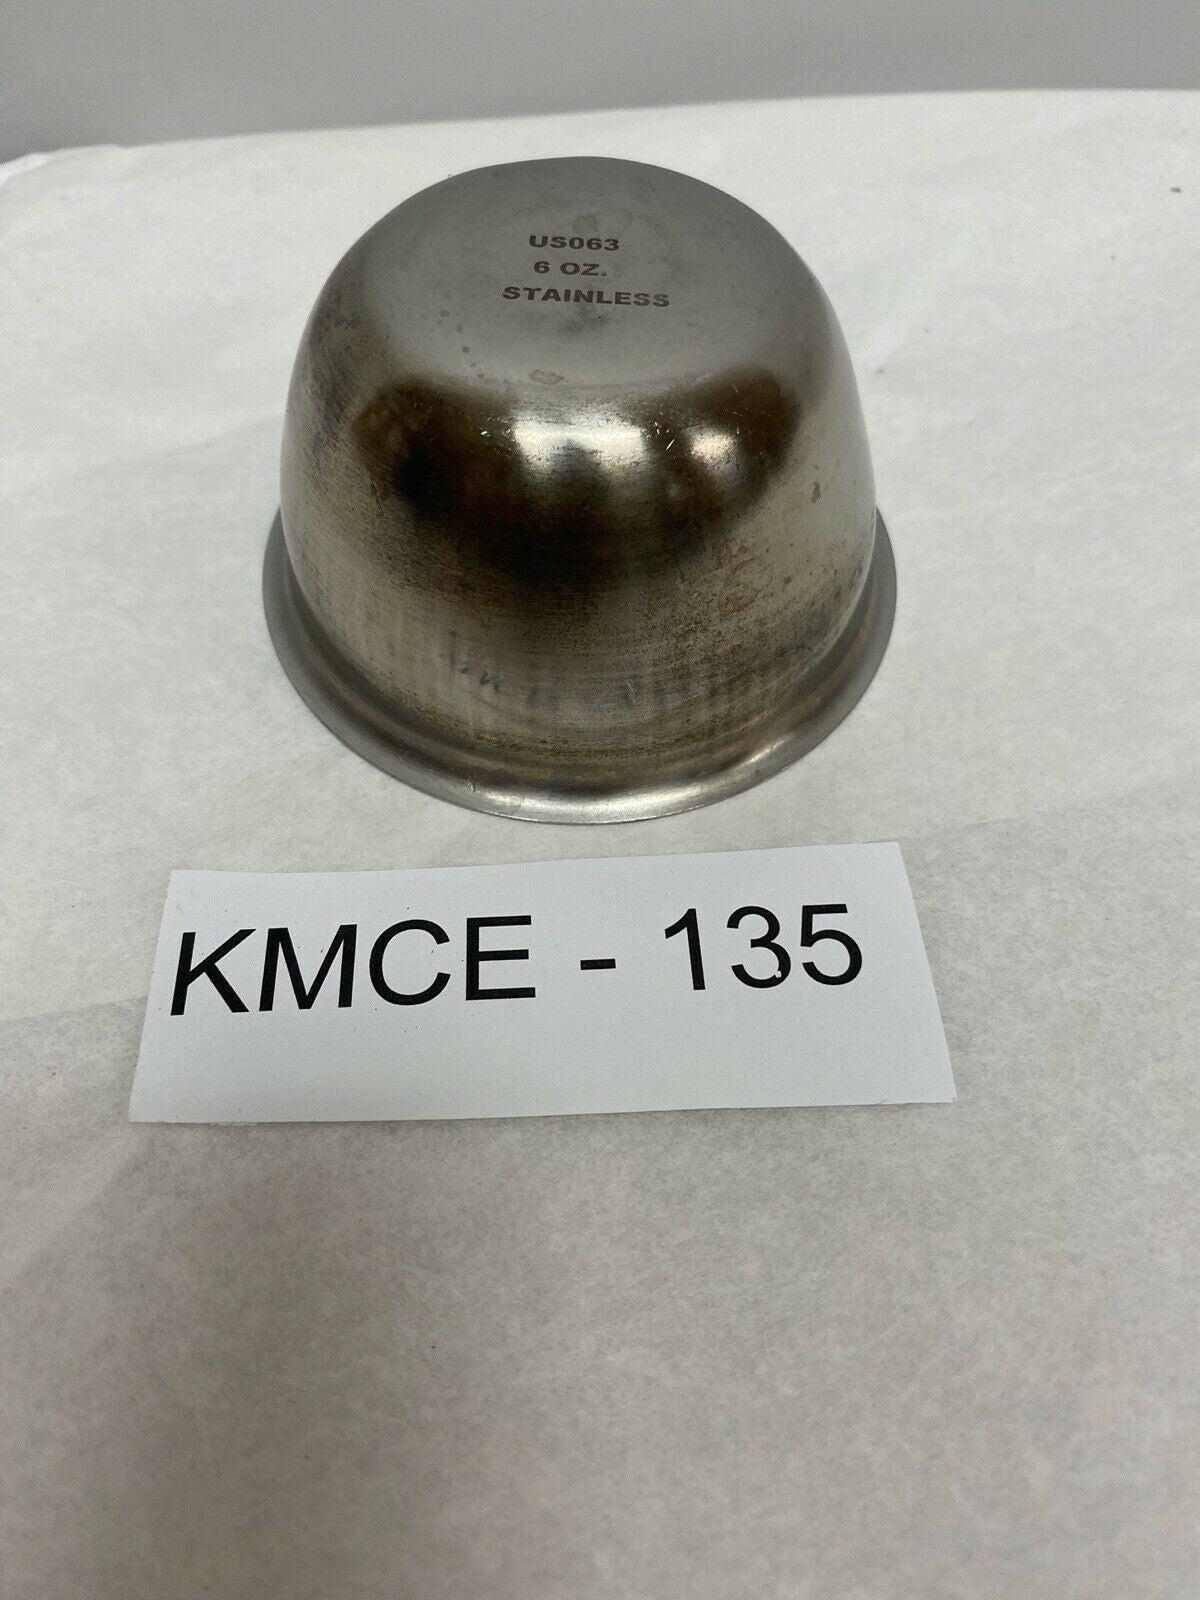 US063
6 OZ.
STAINLESS
KMCE - 135